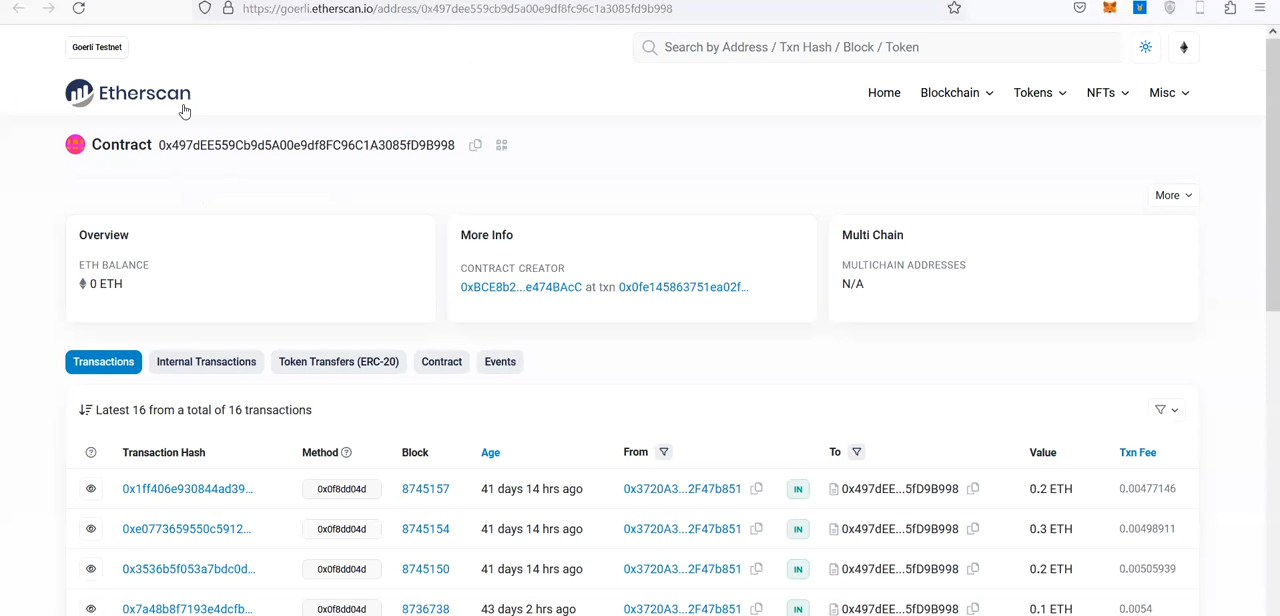 https://goerli.etherscan.io/address/0x497dee559cb9d5a00e9df8fc96c1a3085fd9b998
Goerli Testnet
Search by Address / Txn Hash / Block / Token
Etherscan
Home Blockchain Tokens NFTs Misc
Contract 0x497dEE559Cb9d5A00e9df8FC96C1A3085fD9B998
More
Overview
ETH BALANCE
0 ETH
More Info
CONTRACT CREATOR
0xBCE8b2...e474BAcC at txn 0x0fe145863751ea02f...
Multi Chain
MULTICHAIN ADDRESSES
N/A
Transactions Internal Transactions Token Transfers (ERC-20) Contract Events
Latest 16 from a total of 16 transactions
Transaction Hash Method Block Age From To Value Txn Fee
0x1ff406e930844ad39... 0x0f8dd04d 8745157 41 days 14 hrs ago 0x3720A3...2F47b851 IN 0x497dEE...5fD9B998 0.2 ETH 0.00477146
0xe0773659550c5912... 0x0f8dd04d 8745154 41 days 14 hrs ago 0x3720A3...2F47b851 IN 0x497dEE...5fD9B998 0.3 ETH 0.00498911
0x3536b5f053a7bdc0d... 0x0f8dd04d 8745150 41 days 14 hrs ago 0x3720A3...2F47b851 IN 0x497dEE...5fD9B998 0.2 ETH 0.00505939
0x7a48b8f7193e4dcfb... 0x0f8dd04d 8736738 43 days 2 hrs ago 0x3720A3...2F47b851 IN 0x497dEE...5fD9B998 0.1 ETH 0.0054